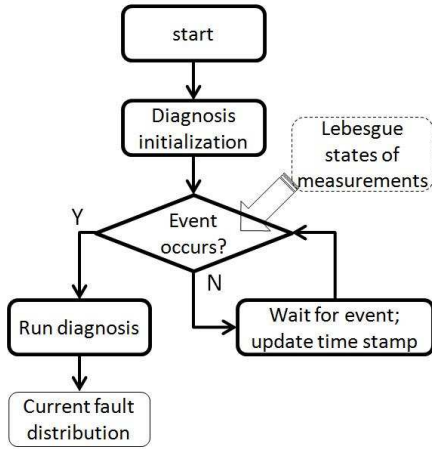 start
Diagnosis
initialization
Lebesgue
states of
measurements
Event
occurs?
Y
N
Run diagnosis
Wait for event;
update time stamp
Current fault
distribution